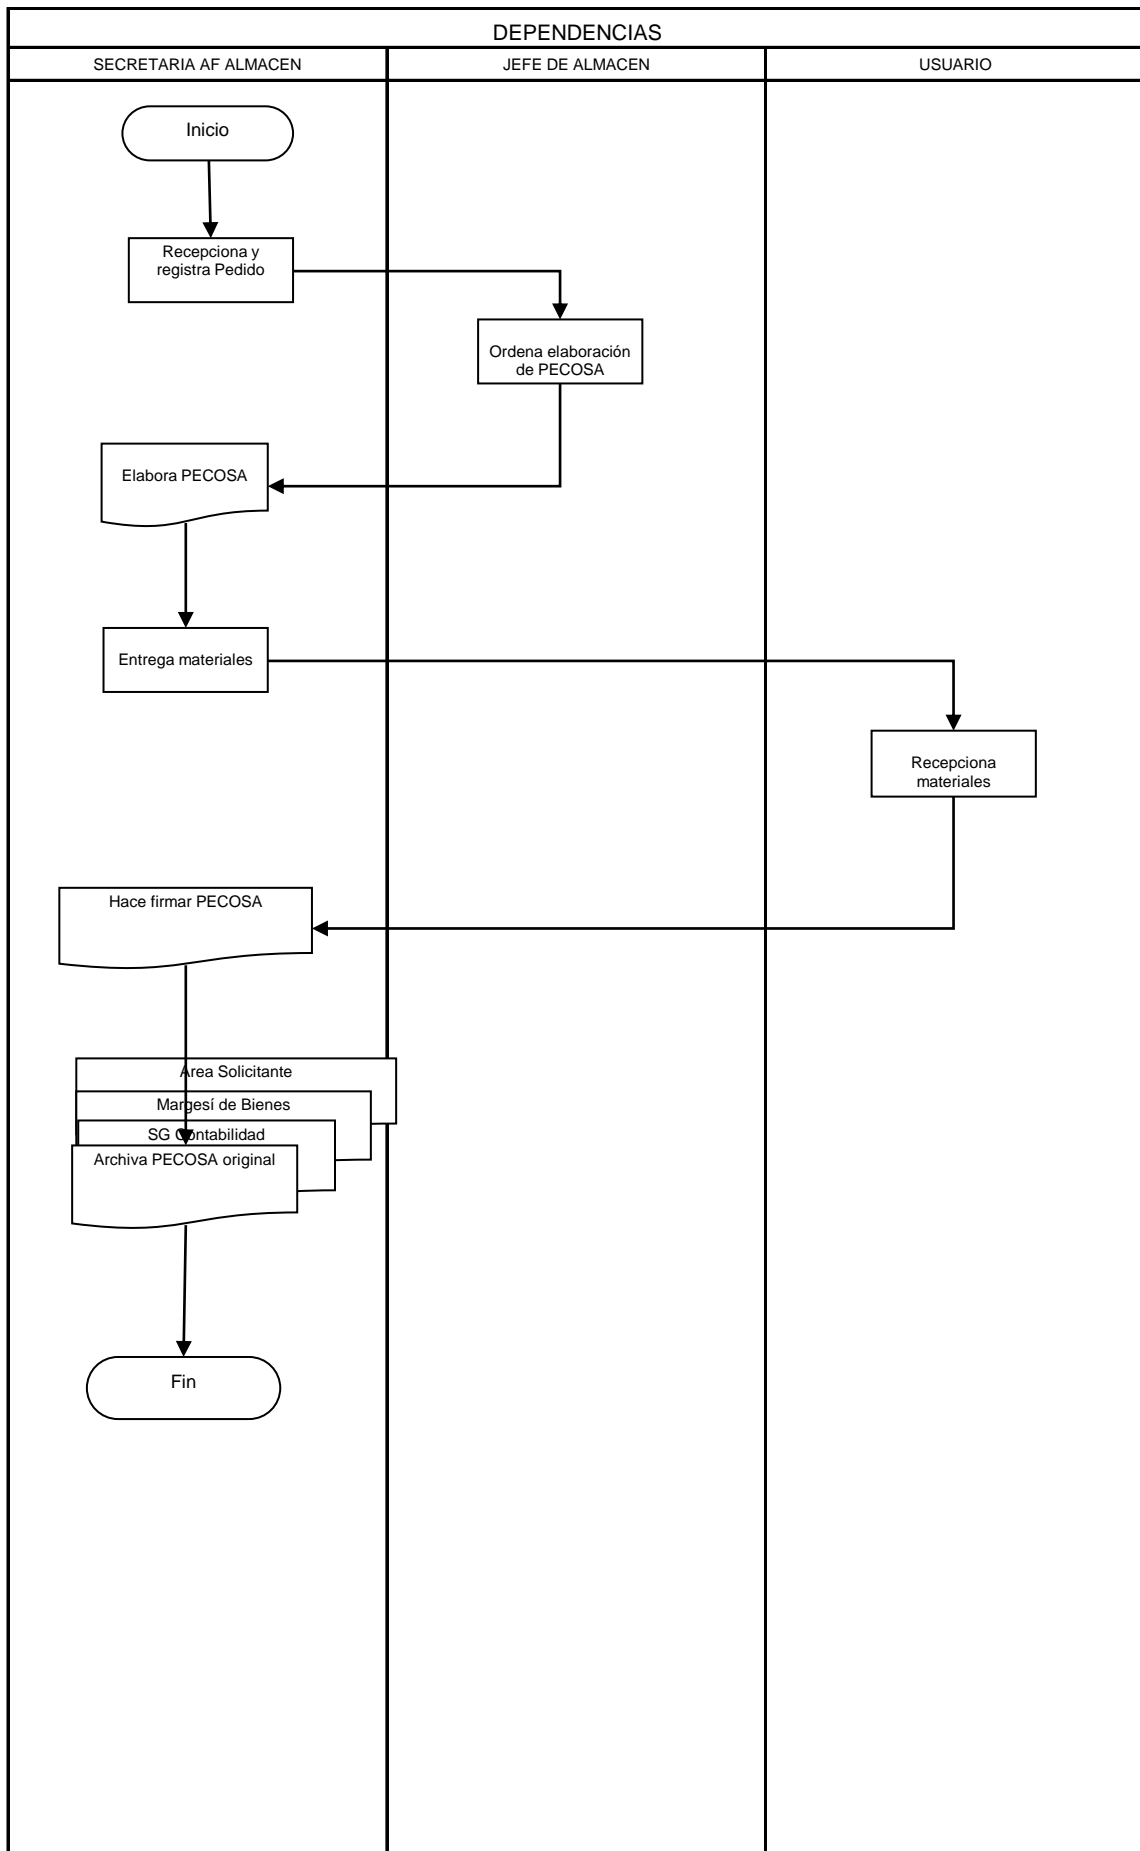 DEPENDENCIAS
SECRETARIA AF ALMACEN
JEFE DE ALMACEN
USUARIO
Inicio
Recepciona y
registra Pedido
Ordena elaboración
de PECOSA
Elabora PECOSA
Entrega materiales
Recepciona
materiales
Hace firmar PECOSA
Area Solicitante
Margesí de Bienes
SG Contabilidad
Archiva PECOSA original
Fin